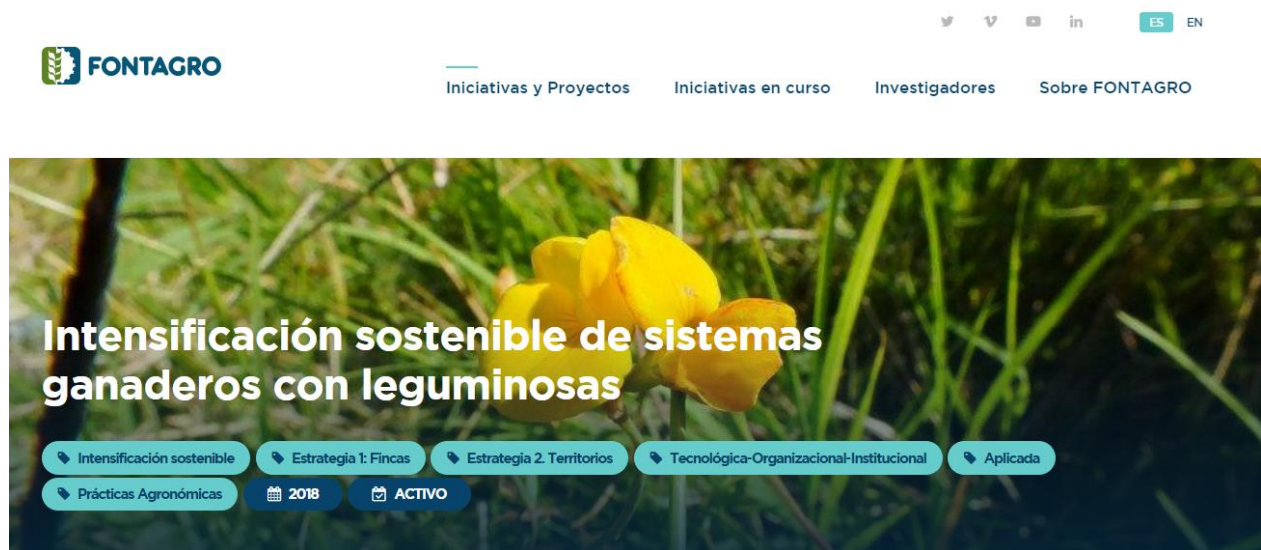 ES EN
FONTAGRO
Iniciativas y Proyectos Iniciativas en curso Investigadores Sobre FONTAGRO
Intensificación sostenible de sistemas
ganaderos con leguminosas
Intensificación sostenible Estrategia 1: Fincas Estrategia 2. Territorios Tecnológica-Organizacional-Institucional Aplicada
Prácticas Agronómicas 2018 ACTIVO